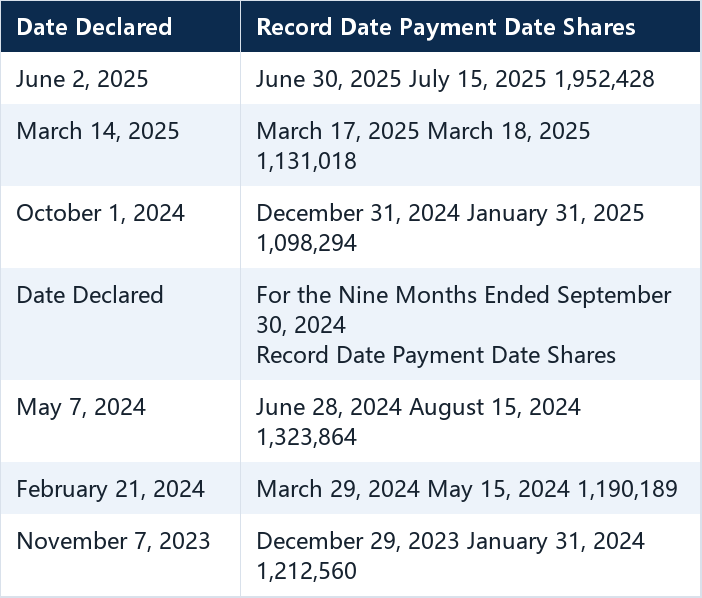 Date Declared
Record Date Payment Date Shares
June 2, 2025
June 30, 2025 July 15, 2025 1,952,428
March 14, 2025
March 17, 2025 March 18, 2025
1,131,018
October 1, 2024
December 31, 2024 January 31, 2025
1,098,294
Date Declared
For the Nine Months Ended September
30, 2024
Record Date Payment Date Shares
May 7, 2024
June 28, 2024 August 15, 2024
1,323,864
February 21, 2024
March 29, 2024 May 15, 2024 1,190,189
November 7, 2023
December 29, 2023 January 31, 2024
1,212,560